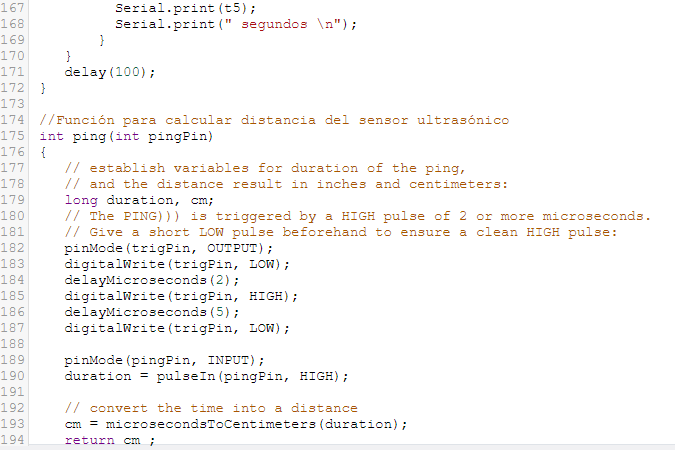 167 Serial.print(t5);
168 Serial.print(" segundos \n");
169 }
170 }
171 delay(100);
172 }
173
174 //Función para calcular distancia del sensor ultrasónico
175 int ping(int pingPin)
176 {
177 // establish variables for duration of the ping,
178 // and the distance result in inches and centimeters:
179 long duration, cm;
180 // The PING))) is triggered by a HIGH pulse of 2 or more microseconds.
181 // Give a short LOW pulse beforehand to ensure a clean HIGH pulse:
182 pinMode(trigPin, OUTPUT);
183 digitalWrite(trigPin, LOW);
184 delayMicroseconds(2);
185 digitalWrite(trigPin, HIGH);
186 delayMicroseconds(5);
187 digitalWrite(trigPin, LOW);
188
189 pinMode(pingPin, INPUT);
190 duration = pulseIn(pingPin, HIGH);
191
192 // convert the time into a distance
193 cm = microsecondsToCentimeters(duration);
194 return cm ;